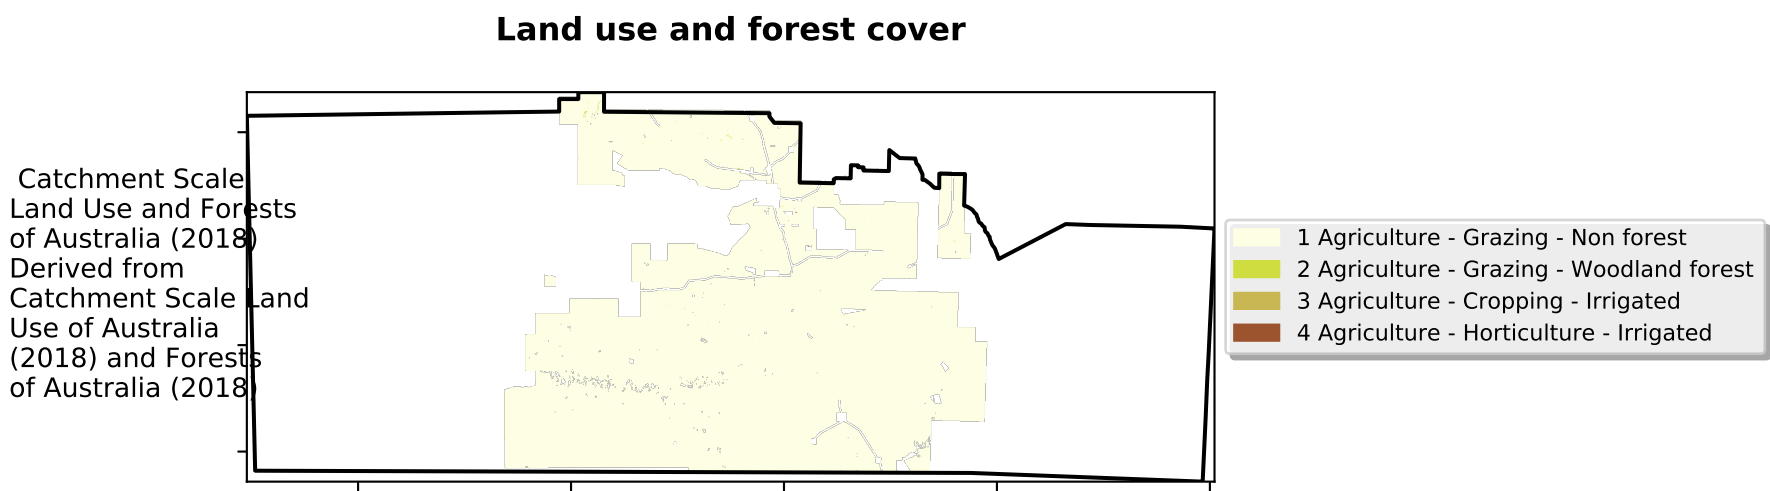 Land use and forest cover
Catchment Scale
Land Use and Forests
of Australia (2018)
Derived from
Catchment Scale Land
Use of Australia
(2018) and Forests
of Australia (2018)
1 Agriculture - Grazing - Non forest
2 Agriculture - Grazing - Woodland forest
3 Agriculture - Cropping - Irrigated
4 Agriculture - Horticulture - Irrigated